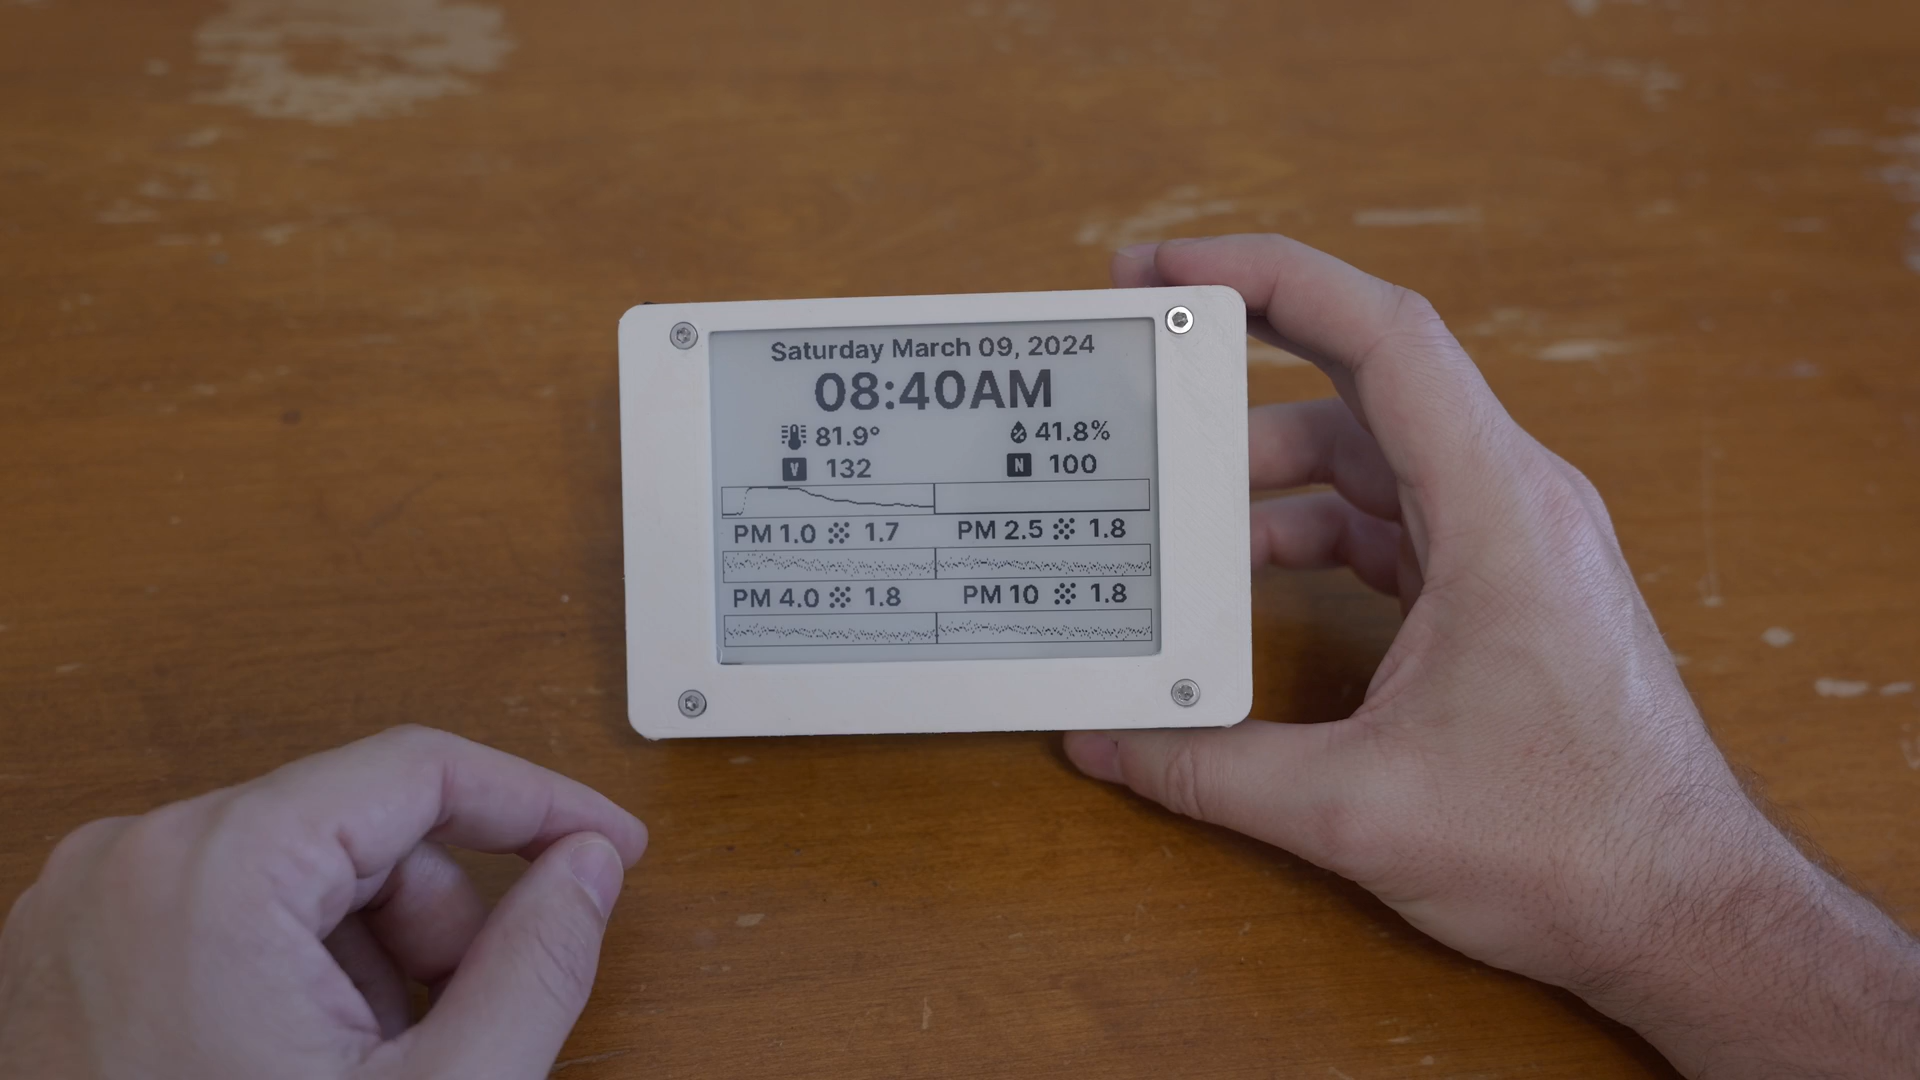 Saturday March 09, 2024
08:40AM
81.9° 41.8%
V 132 N 100
PM 1.0 1.7 PM 2.5 1.8
PM 4.0 1.8 PM 10 1.8